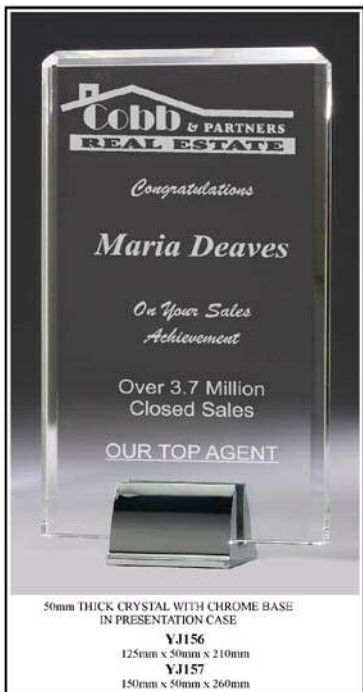 Cobb & PARTNERS
REAL ESTATE
Congratulations
Maria Deaves
On Your Sales
Achievement
Over 3.7 Million
Closed Sales
OUR TOP AGENT
50mm THICK CRYSTAL WITH CHROME BASE
IN PRESENTATION CASE
YJ156
125mm x 50mm x 210mm
YJ157
150mm x 50mm x 260mm